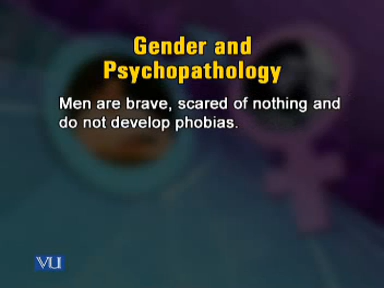 Gender and
Psychopathology
Men are brave, scared of nothing and
do not develop phobias.
VU